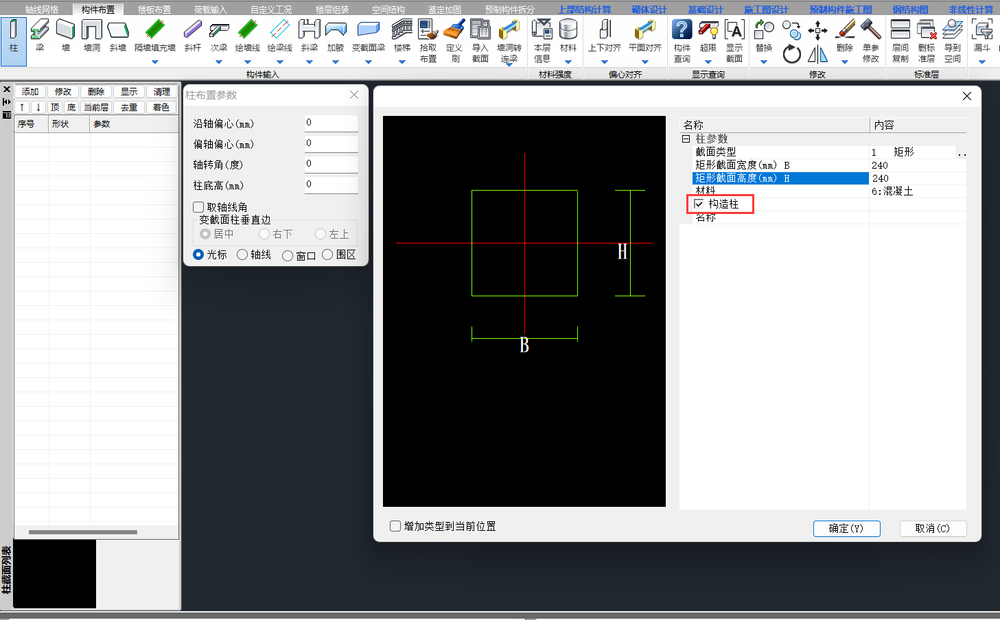 轴线网格 构件布置 楼板布置 荷载输入 自定义工况 楼层组装 空间结构 鉴定加固 预制构件拆分 上部结构计算 砌体设计 基础设计 施工图设计 预制构件施工图 钢结构图 非线性计算
柱 梁 墙 墙洞 斜墙 隔墙填充墙 斜杆 次梁 绘墙线 绘梁线 斜梁 加腋 变截面梁 楼梯 拾取布置 定义刷 导入截面 墙洞转连梁 本层信息 材料 上下对齐 平面对齐 构件查询 超限 显示截面 替换 删除 单参修改 层间复制 删标准层 导到空间 漏斗
构件输入 材料强度 偏心对齐 显示查询 修改 标准层
添加 修改 删除 显示 清理
↑ ↓ 顶 底 当前层 去重 着色
序号 形状 参数
柱截面列表
柱布置参数
沿轴偏心(mm) 0
偏轴偏心(mm) 0
轴转角(度) 0
柱底高(mm) 0
取轴线角
变截面柱垂直边
居中 右下 左上
光标 轴线 窗口 围区
H
B
名称 内容
柱参数
截面类型 1 矩形 ..
矩形截面宽度(mm) B 240
矩形截面高度(mm) H 240
材料 6:混凝土
构造柱
名称
增加类型到当前位置
确定(Y) 取消(C)